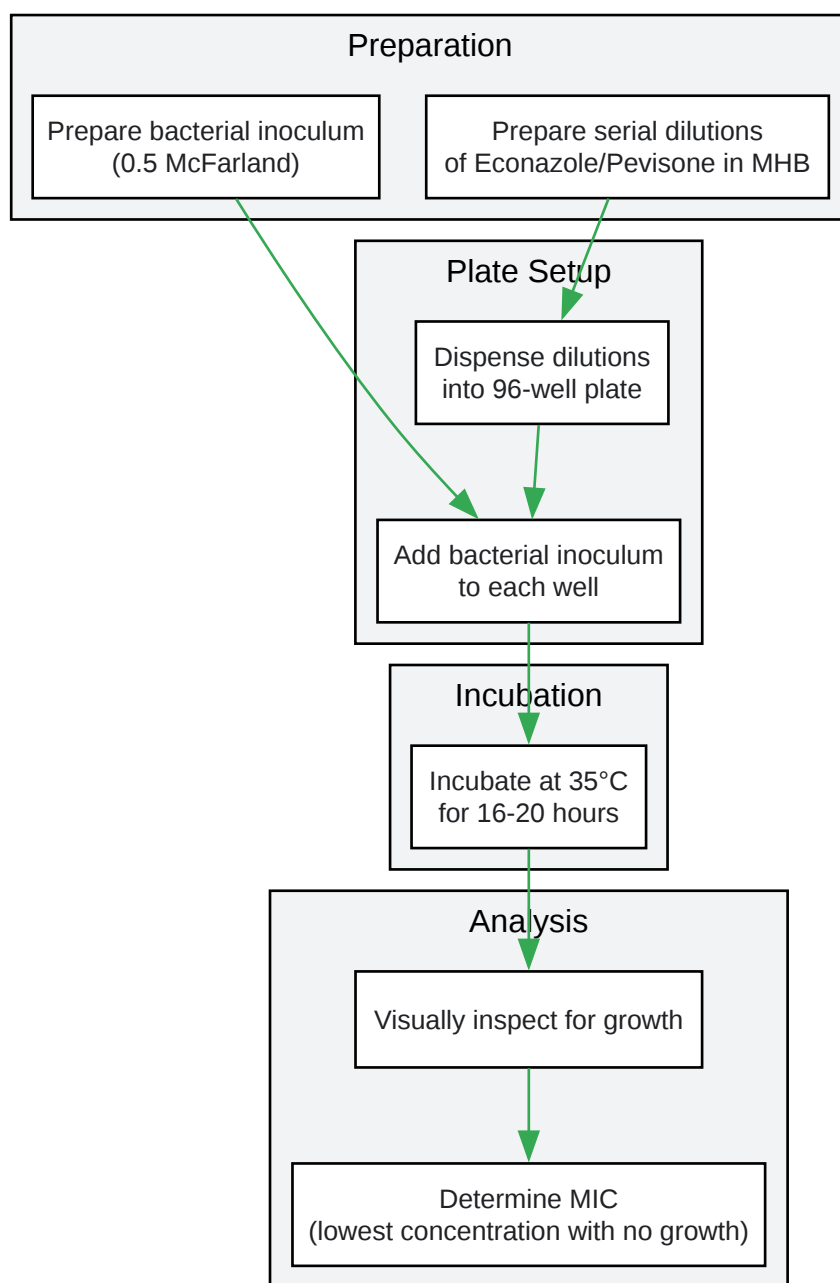 Preparation
Prepare bacterial inoculum
(0.5 McFarland)
Prepare serial dilutions
of Econazole/Pevisone in MHB
Plate Setup
Dispense dilutions
into 96-well plate
Add bacterial inoculum
to each well
Incubation
Incubate at 35°C
for 16-20 hours
Analysis
Visually inspect for growth
Determine MIC
(lowest concentration with no growth)